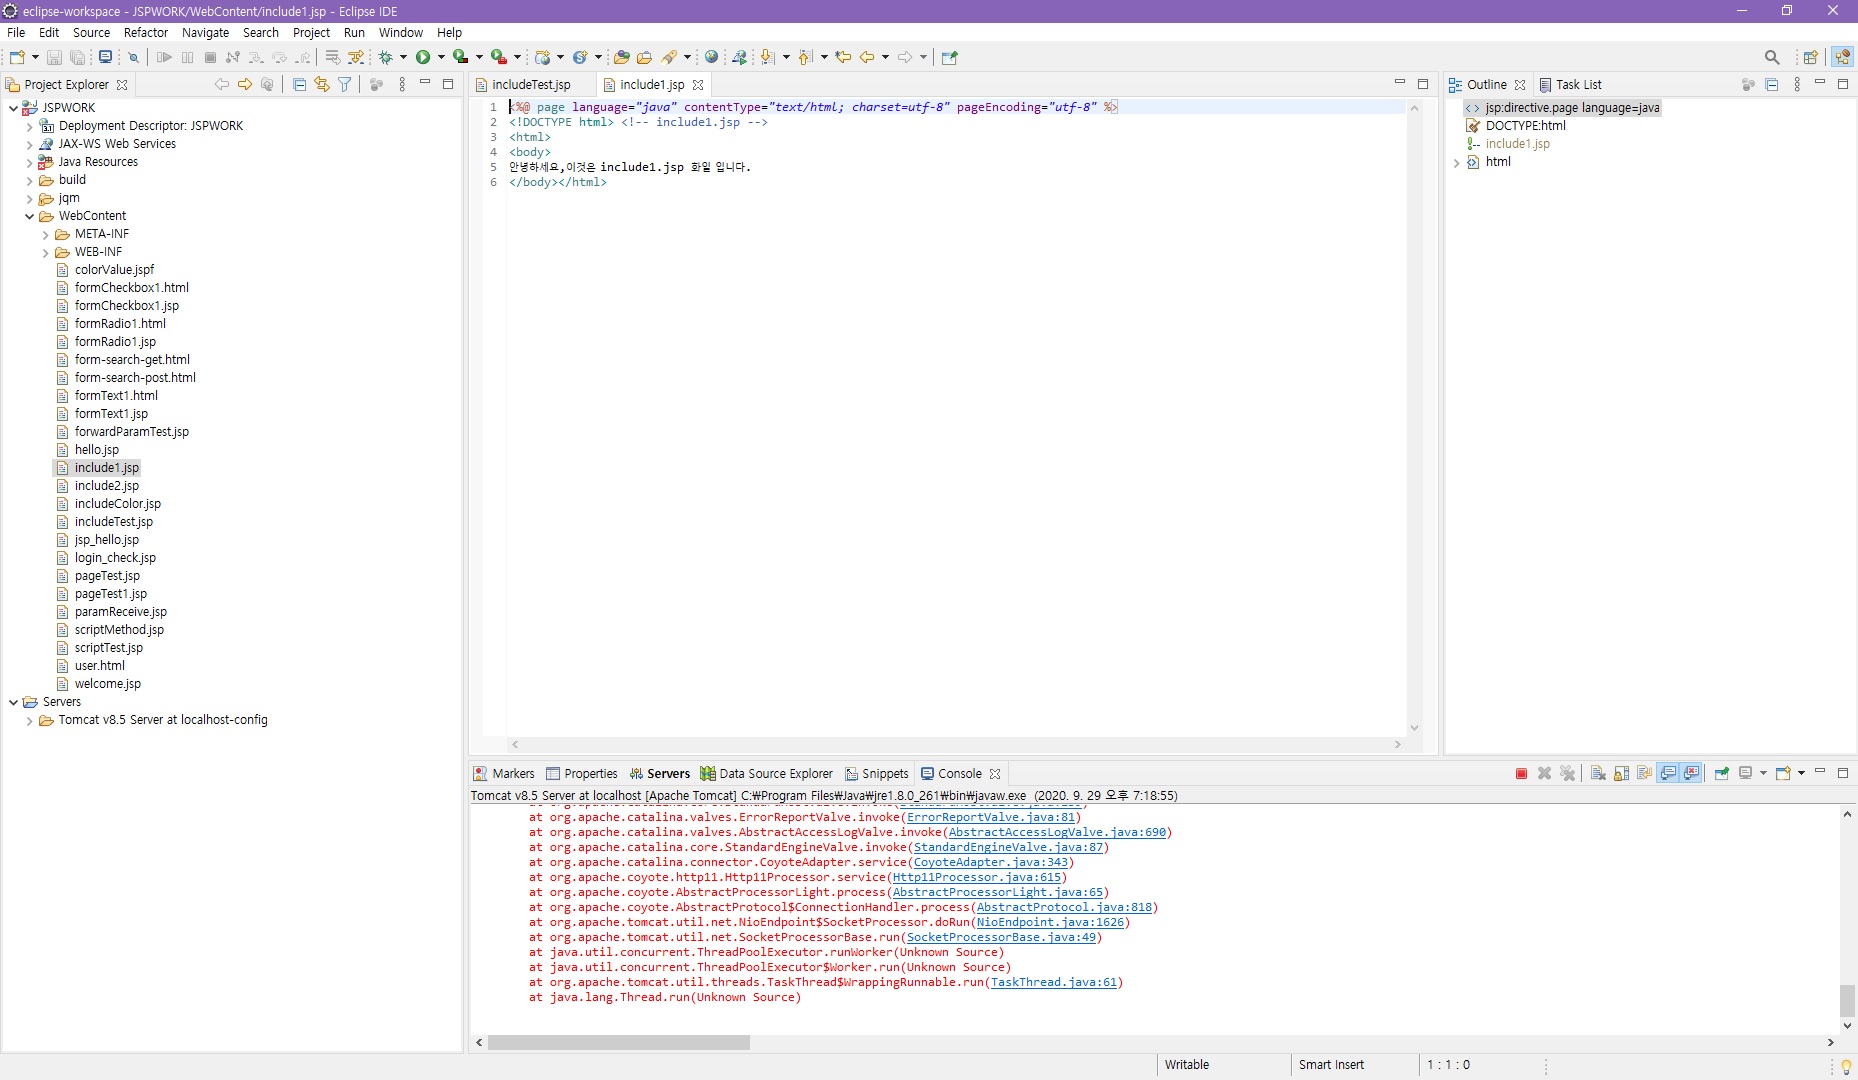 eclipse-workspace - JSPWORK/WebContent/include1.jsp - Eclipse IDE
File Edit Source Refactor Navigate Search Project Run Window Help
Project Explorer
JSPWORK
Deployment Descriptor: JSPWORK
JAX-WS Web Services
Java Resources
build
jqm
WebContent
META-INF
WEB-INF
colorValue.jspf
formCheckbox1.html
formCheckbox1.jsp
formRadio1.html
formRadio1.jsp
form-search-get.html
form-search-post.html
formText1.html
formText1.jsp
forwardParamTest.jsp
hello.jsp
include1.jsp
include2.jsp
includeColor.jsp
includeTest.jsp
jsp_hello.jsp
login_check.jsp
pageTest.jsp
pageTest1.jsp
paramReceive.jsp
scriptMethod.jsp
scriptTest.jsp
user.html
welcome.jsp
Servers
Tomcat v8.5 Server at localhost-config
includeTest.jsp include1.jsp
1 <%@ page language="java" contentType="text/html; charset=utf-8" pageEncoding="utf-8" %>
2 <!DOCTYPE html> <!-- include1.jsp -->
3 <html>
4 <body>
5 안녕하세요,이것은 include1.jsp 화일 입니다.
6 </body></html>
Outline Task List
jsp:directive.page language=java
DOCTYPE:html
include1.jsp
html
Markers Properties Servers Data Source Explorer Snippets Console
Tomcat v8.5 Server at localhost [Apache Tomcat] C:₩Program Files₩Java₩jre1.8.0_261₩bin₩javaw.exe (2020. 9. 29 오후 7:18:55)
at org.apache.catalina.valves.ErrorReportValve.invoke(ErrorReportValve.java:81)
at org.apache.catalina.valves.AbstractAccessLogValve.invoke(AbstractAccessLogValve.java:690)
at org.apache.catalina.core.StandardEngineValve.invoke(StandardEngineValve.java:87)
at org.apache.catalina.connector.CoyoteAdapter.service(CoyoteAdapter.java:343)
at org.apache.coyote.http11.Http11Processor.service(Http11Processor.java:615)
at org.apache.coyote.AbstractProcessorLight.process(AbstractProcessorLight.java:65)
at org.apache.coyote.AbstractProtocol$ConnectionHandler.process(AbstractProtocol.java:818)
at org.apache.tomcat.util.net.NioEndpoint$SocketProcessor.doRun(NioEndpoint.java:1626)
at org.apache.tomcat.util.net.SocketProcessorBase.run(SocketProcessorBase.java:49)
at java.util.concurrent.ThreadPoolExecutor.runWorker(Unknown Source)
at java.util.concurrent.ThreadPoolExecutor$Worker.run(Unknown Source)
at org.apache.tomcat.util.threads.TaskThread$WrappingRunnable.run(TaskThread.java:61)
at java.lang.Thread.run(Unknown Source)
Writable Smart Insert 1 : 1 : 0